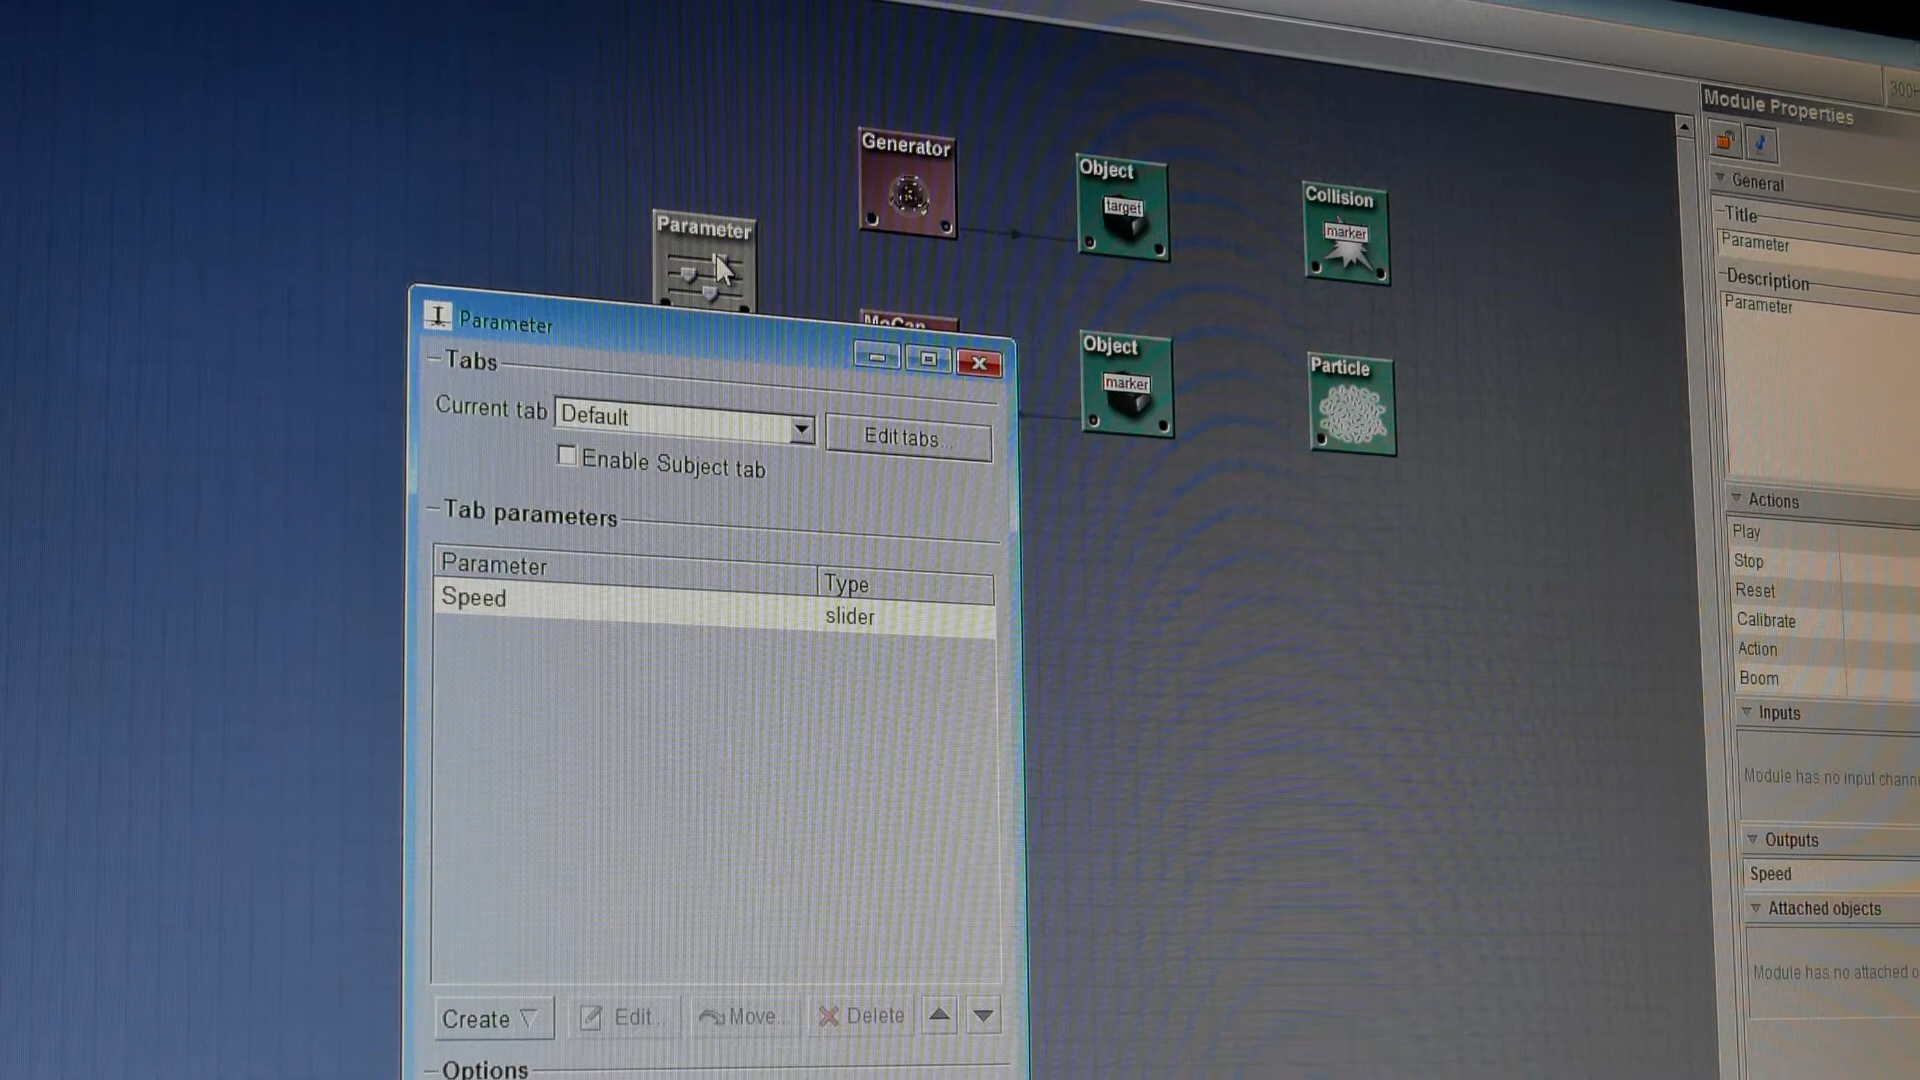 300H
Module Properties
Generator
Object
target
Collision
marker
Parameter
MoCap
Object
marker
Particle
General
Title
Parameter
Description
Parameter
Actions
Play
Stop
Reset
Calibrate
Action
Boom
Inputs
Module has no input chann
Outputs
Speed
Attached objects
Module has no attached o
Parameter
Tabs
Current tab Default Edit tabs...
Enable Subject tab
Tab parameters
Parameter Type
Speed slider
Create Edit... Move... Delete
Options